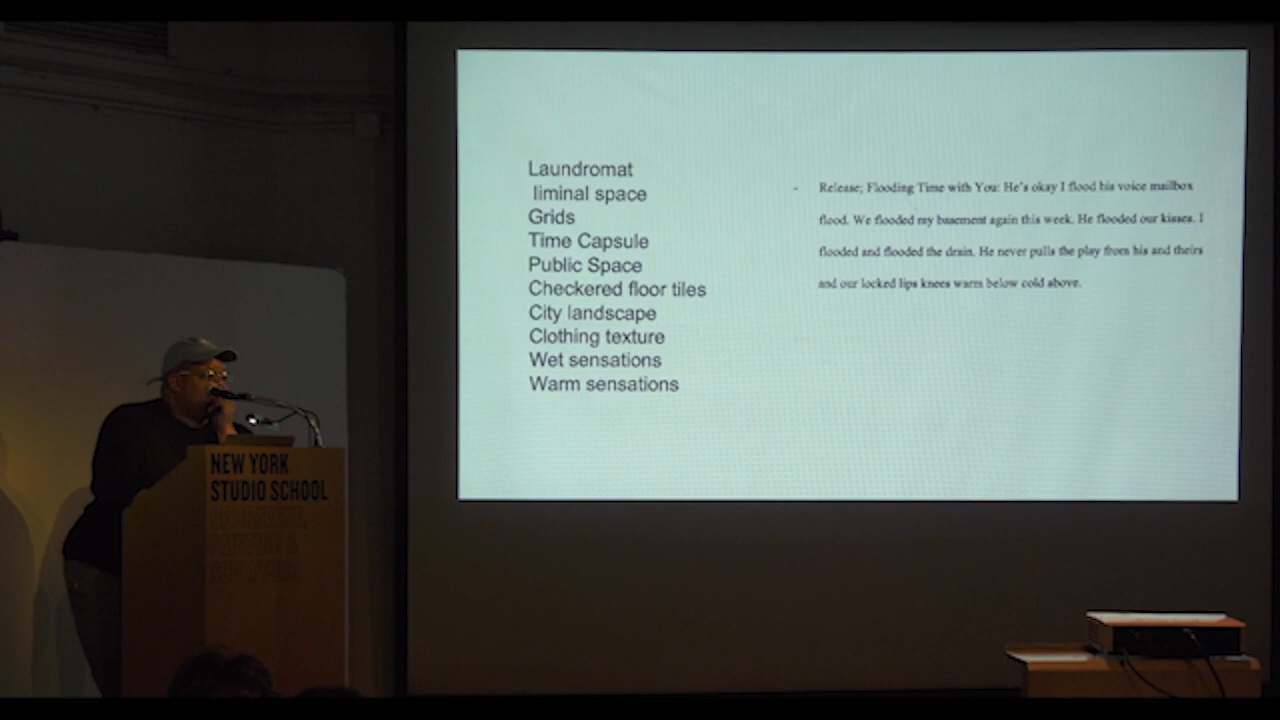 Laundromat
liminal space
Grids
Time Capsule
Public Space
Checkered floor tiles
City landscape
Clothing texture
Wet sensations
Warm sensations
- Release; Flooding Time with You: He's okay I flood his voice mailbox
flood. We flooded my basement again this week. He flooded our kisses. I
flooded and flooded the drain. He never pulls the play from his and theirs
and our locked lips knees warm below cold above.
NEW YORK
STUDIO SCHOOL